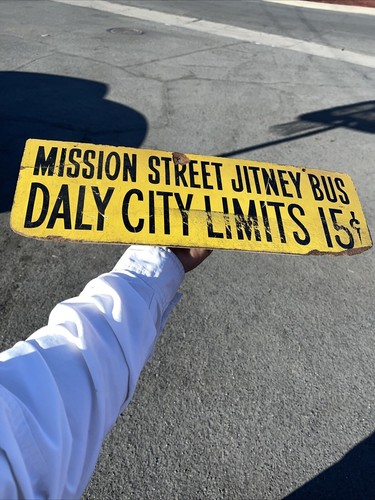 MISSION STREET JITNEY BUS
DALY CITY LIMITS 15¢